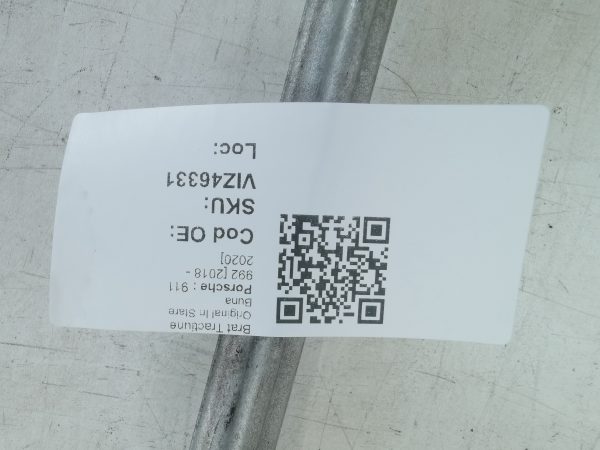 Brat Tractiune
Original In Stare
Buna
Porsche : 911
992 [2018 -
2020]
Cod OE:
SKU:
VIZ46331
Loc: